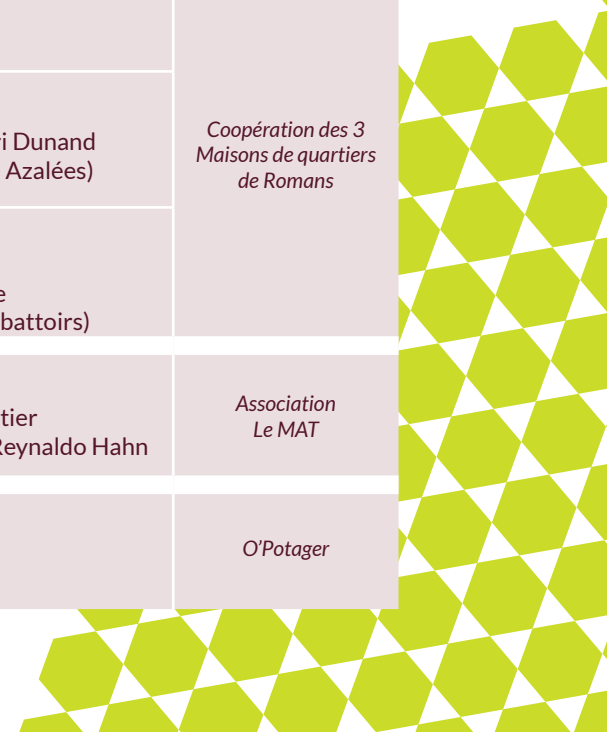 i Dunand
Azalées)
Coopération des 3
Maisons de quartiers
de Romans
e
battoirs)
tier
Reynaldo Hahn
Association
Le MAT
O’Potager